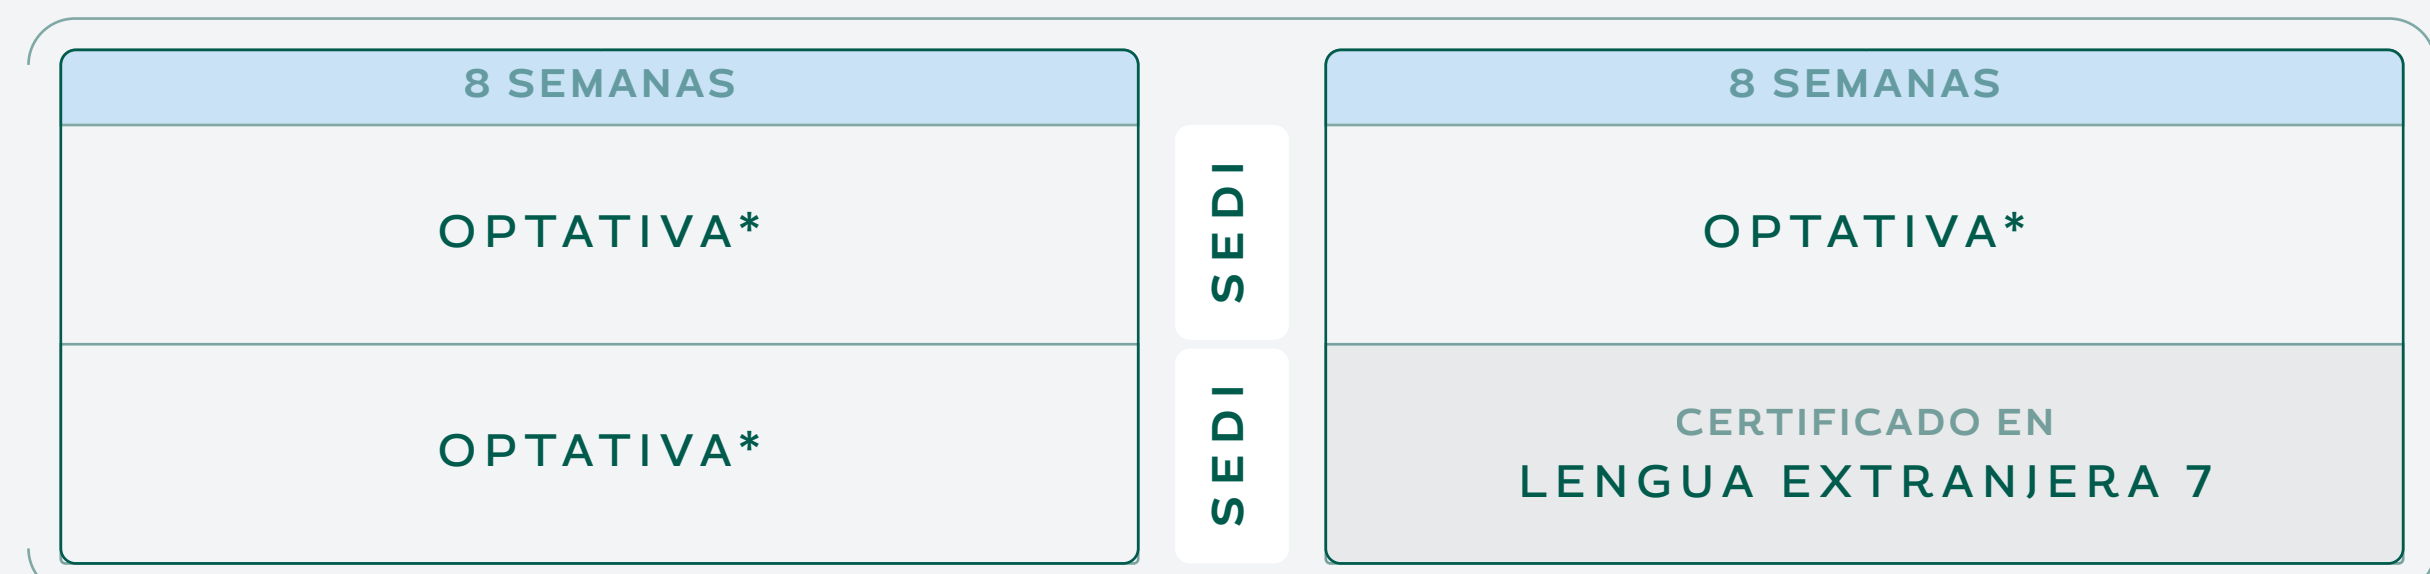 8 SEMANAS
OPTATIVA*
OPTATIVA*
SEDI
SEDI
8 SEMANAS
OPTATIVA*
CERTIFICADO EN
LENGUA EXTRANJERA 7